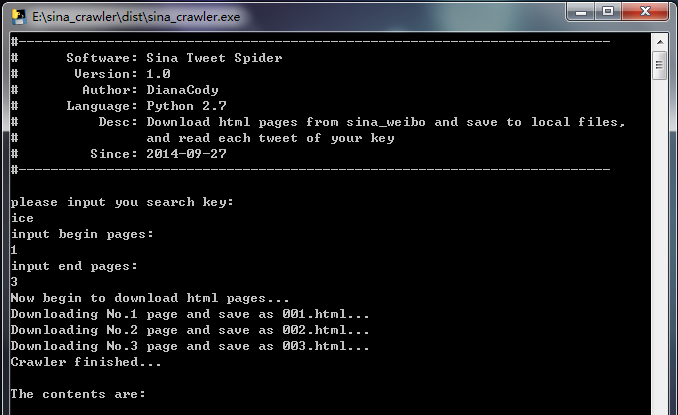 E:\sina_crawler\dist\sina_crawler.exe
#--------------------------------------------------------------------------
#      Software: Sina Tweet Spider
#       Version: 1.0
#        Author: DianaCody
#      Language: Python 2.7
#          Desc: Download html pages from sina_weibo and save to local files,
#                and read each tweet of your key
#         Since: 2014-09-27
#--------------------------------------------------------------------------
please input you search key:
ice
input begin pages:
1
input end pages:
3
Now begin to download html pages...
Downloading No.1 page and save as 001.html...
Downloading No.2 page and save as 002.html...
Downloading No.3 page and save as 003.html...
Crawler finished...
The contents are: